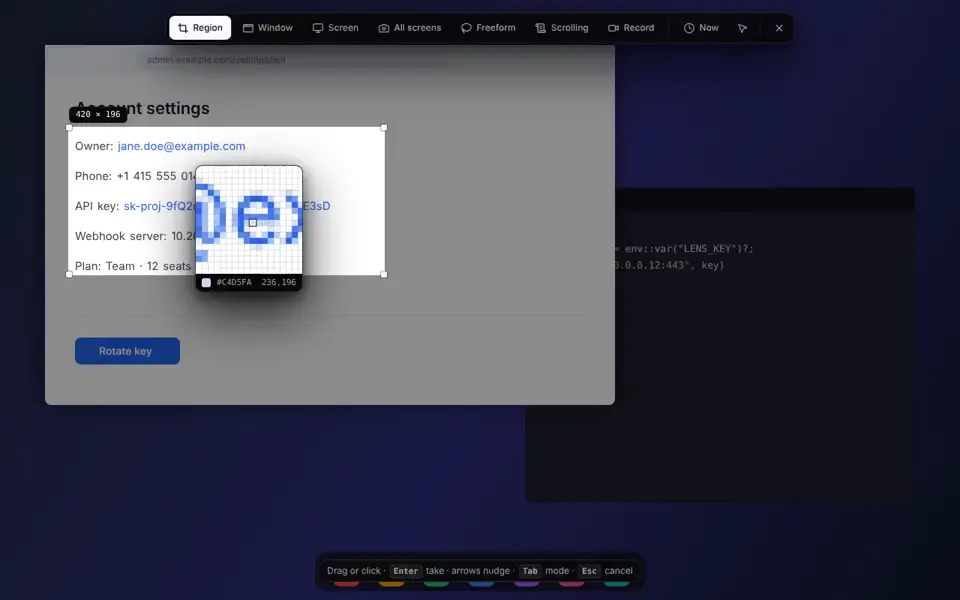 Region Window Screen All screens Freeform Scrolling Record Now
Account settings
420 × 196
Owner: jane.doe@example.com
Phone: +1 415 555
API key: sk-proj-9fQ2 E3sD
Webhook server: 10.20
Plan: Team · 12 seats
#C4D5FA 236,196
= env::var("LENS_KEY")?;
0.0.0.12:443", key)
Rotate key
Drag or click · Enter take · arrows nudge · Tab mode · Esc cancel